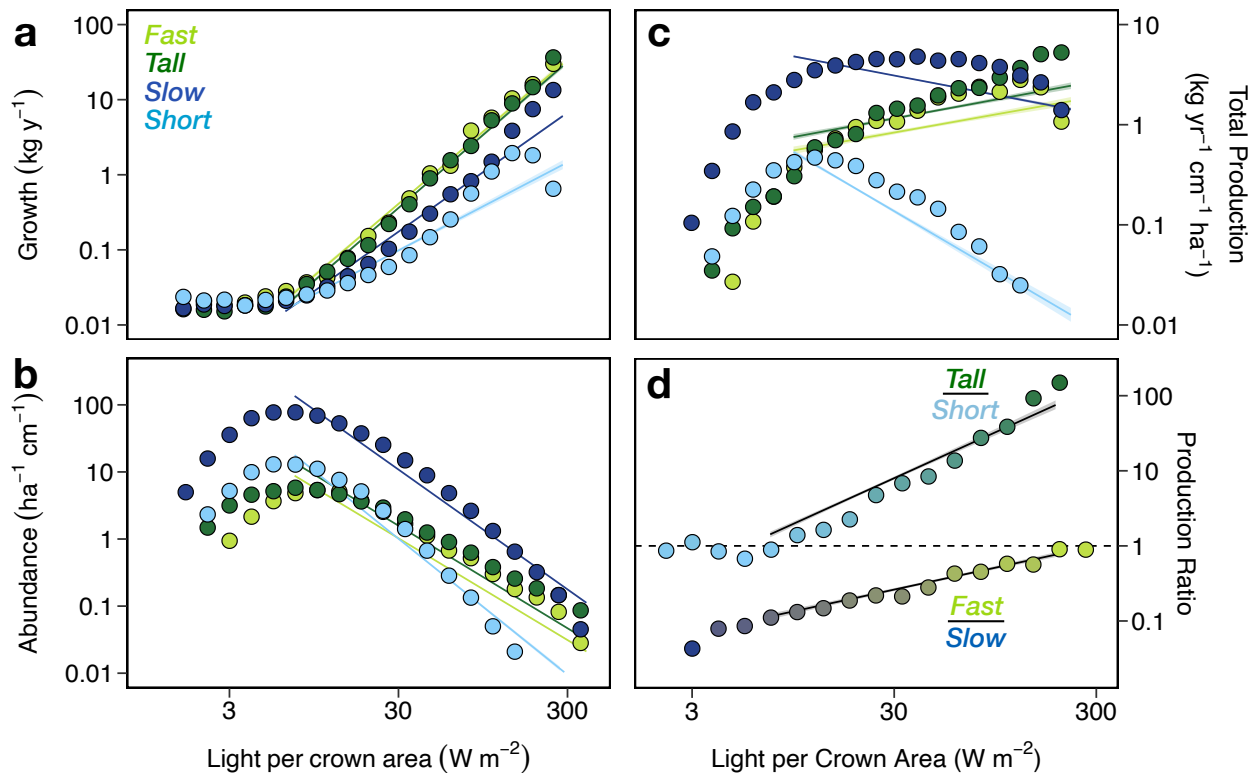 a
Fast
Tall
Slow
Short
100
10
1
0.1
0.01
Growth (kg y⁻¹)
c
10
1
0.1
0.01
Total Production
(kg yr⁻¹ cm⁻¹ ha⁻¹)
b
100
10
1
0.1
0.01
Abundance (ha⁻¹ cm⁻¹)
3
30
300
Light per crown area (W m⁻²)
d
Tall
Short
Fast
Slow
100
10
1
0.1
Production Ratio
3
30
300
Light per Crown Area (W m⁻²)